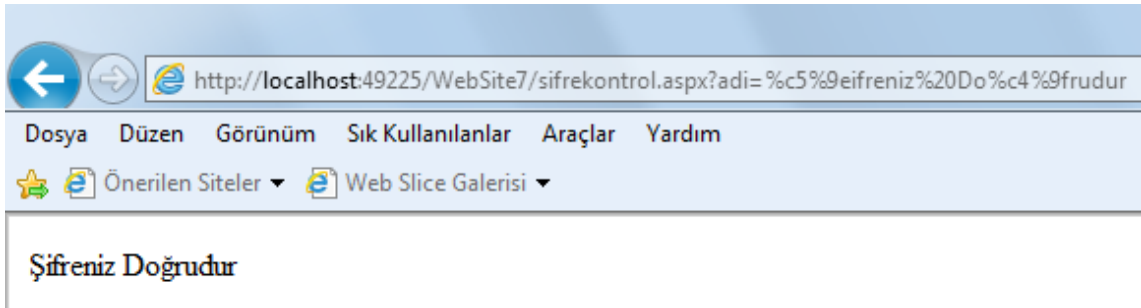 http://localhost:49225/WebSite7/sifrekontrol.aspx?adi=%c5%9eifreniz%20Do%c4%9frudur
Dosya Düzen Görünüm Sık Kullanılanlar Araçlar Yardım
Önerilen Siteler Web Slice Galerisi
Şifreniz Doğrudur